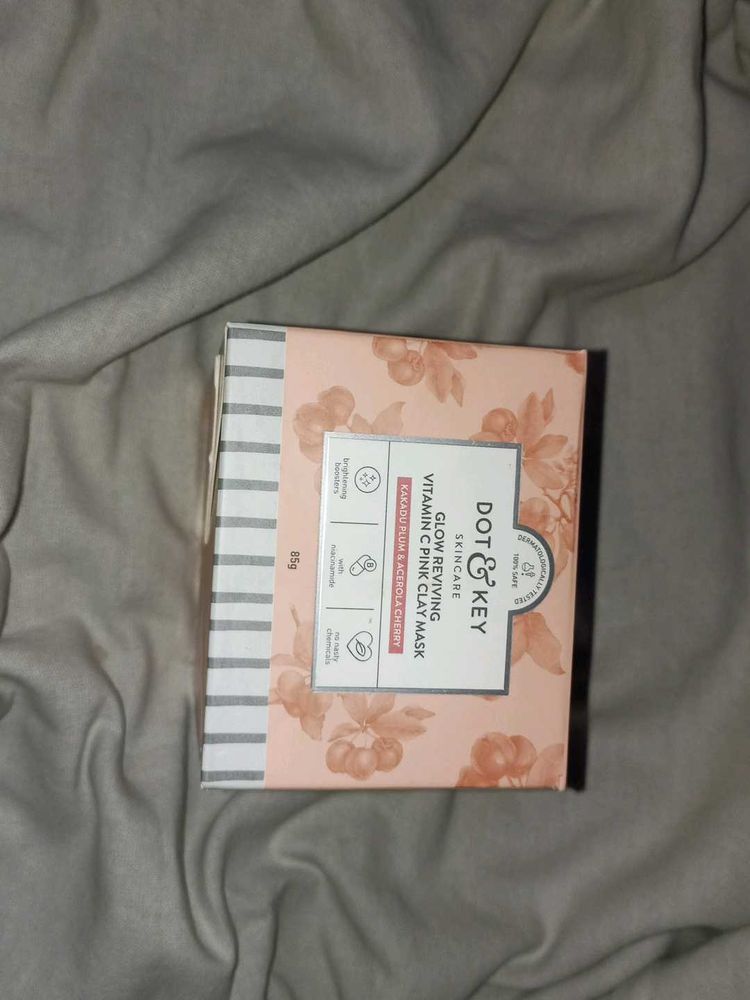 DERMATOLOGICALLY TESTED
100% SAFE
DOT & KEY
SKINCARE
GLOW REVIVING
VITAMIN C PINK CLAY MASK
KAKADU PLUM & ACEROLA CHERRY
brightening
boosters
B
with
niacinamide
no nasty
chemicals
85g